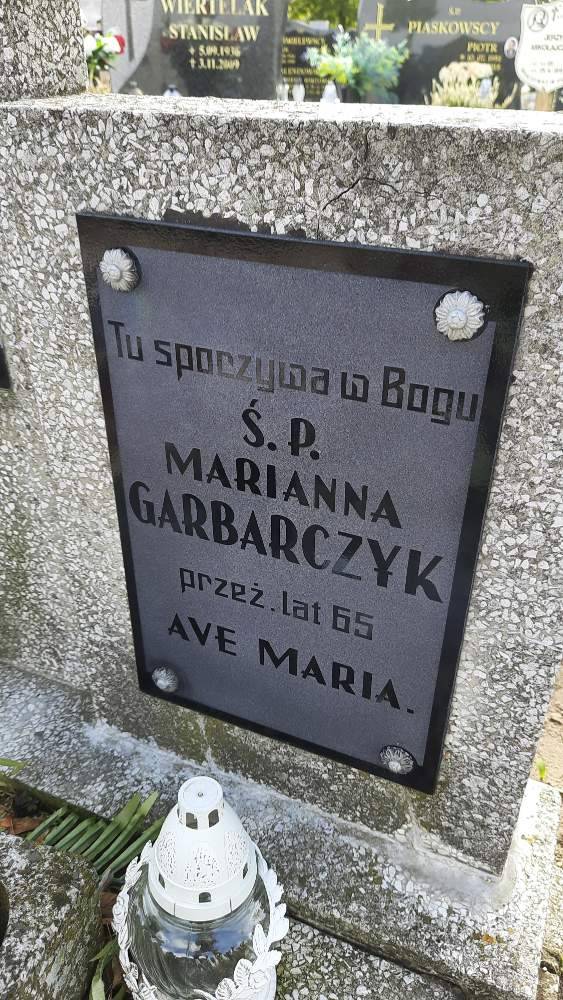 WIERTELAK
STANISŁAW
PIASKOWSCY
PIOTR
Tu spoczywa w Bogu
Ś. P.
MARIANNA
GARBARCZYK
przeż. lat 65
AVE MARIA.